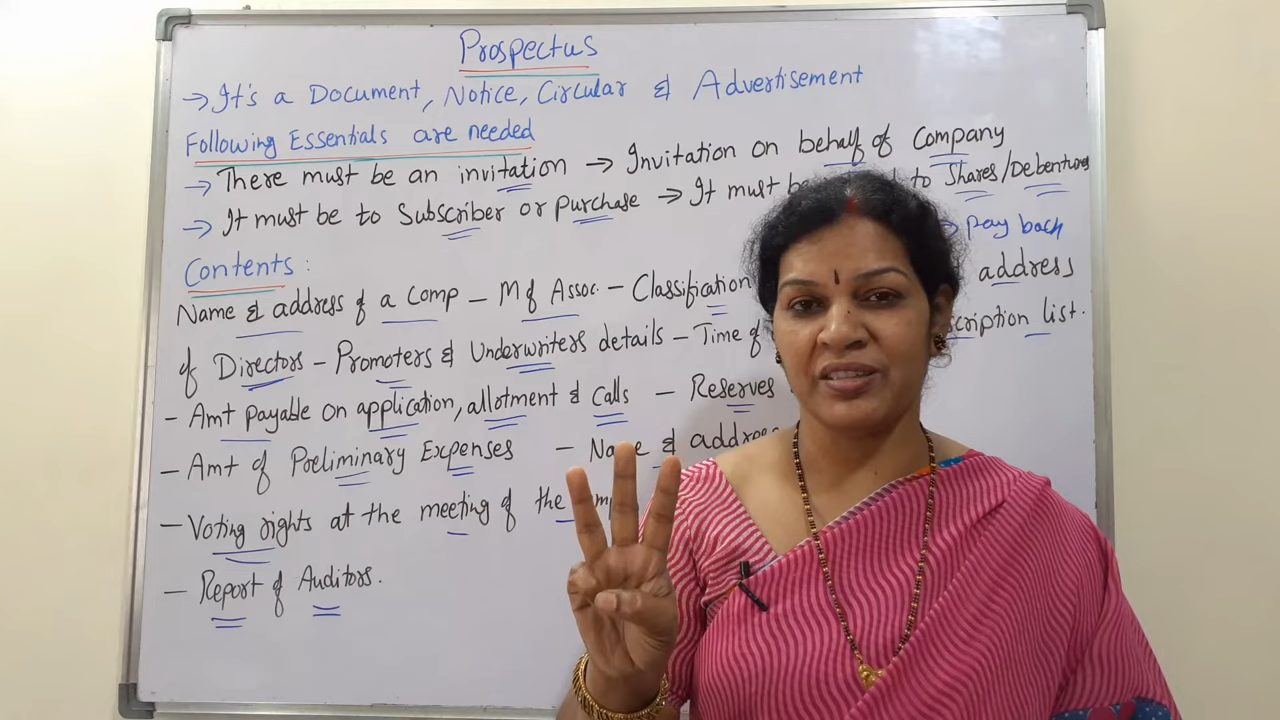 Prospectus
→ It's a Document, Notice, Circular & Advertisement
Following Essentials are needed
→ There must be an invitation → Invitation on behalf of Company
→ It must be to Subscriber or purchase → It must be to Shares/Debentures
→ pay back
Contents :
Name & address of a Comp – M of Assoc. – Classification address
of Directors – Promoters & Underwriters details – Time of list.
– Amt payable on application, allotment & calls – Reserves
– Amt of Preliminary Expenses – Name & address
– Voting rights at the meeting of the
– Report of Auditors.